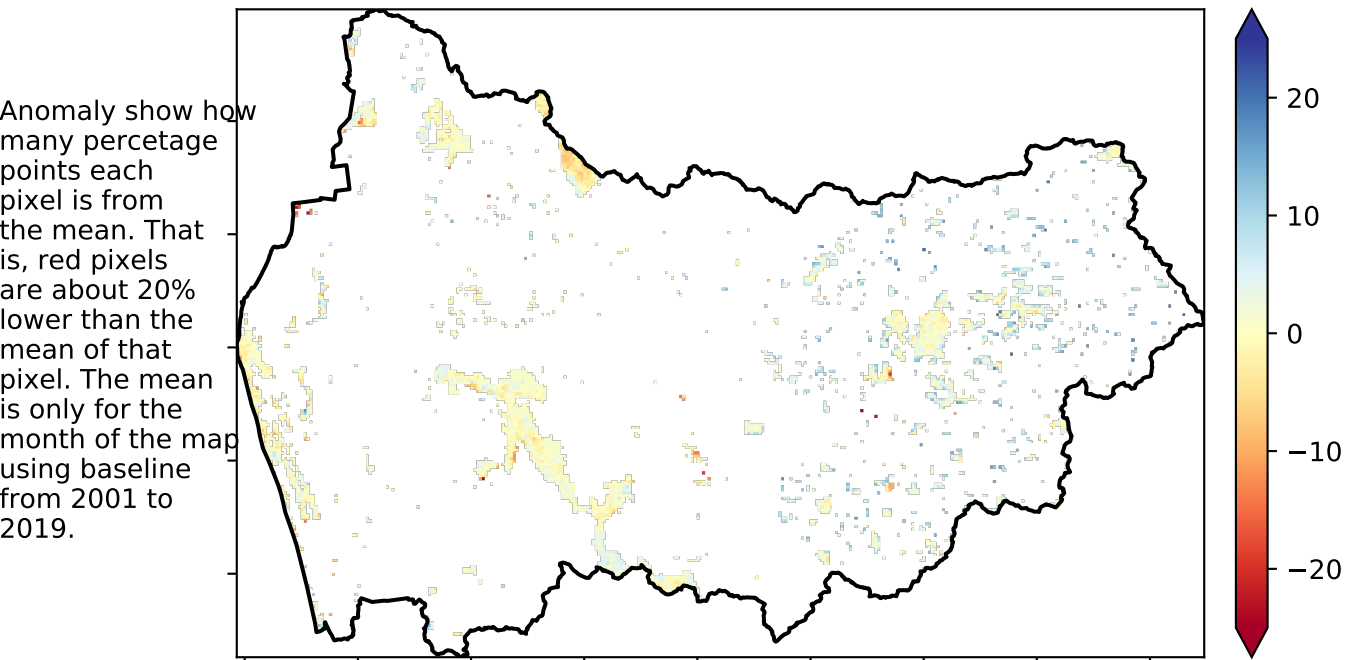 Anomaly show how
many percetage
points each
pixel is from
the mean. That
is, red pixels
are about 20%
lower than the
mean of that
pixel. The mean
is only for the
month of the map
using baseline
from 2001 to
2019.
20
10
0
−10
−20